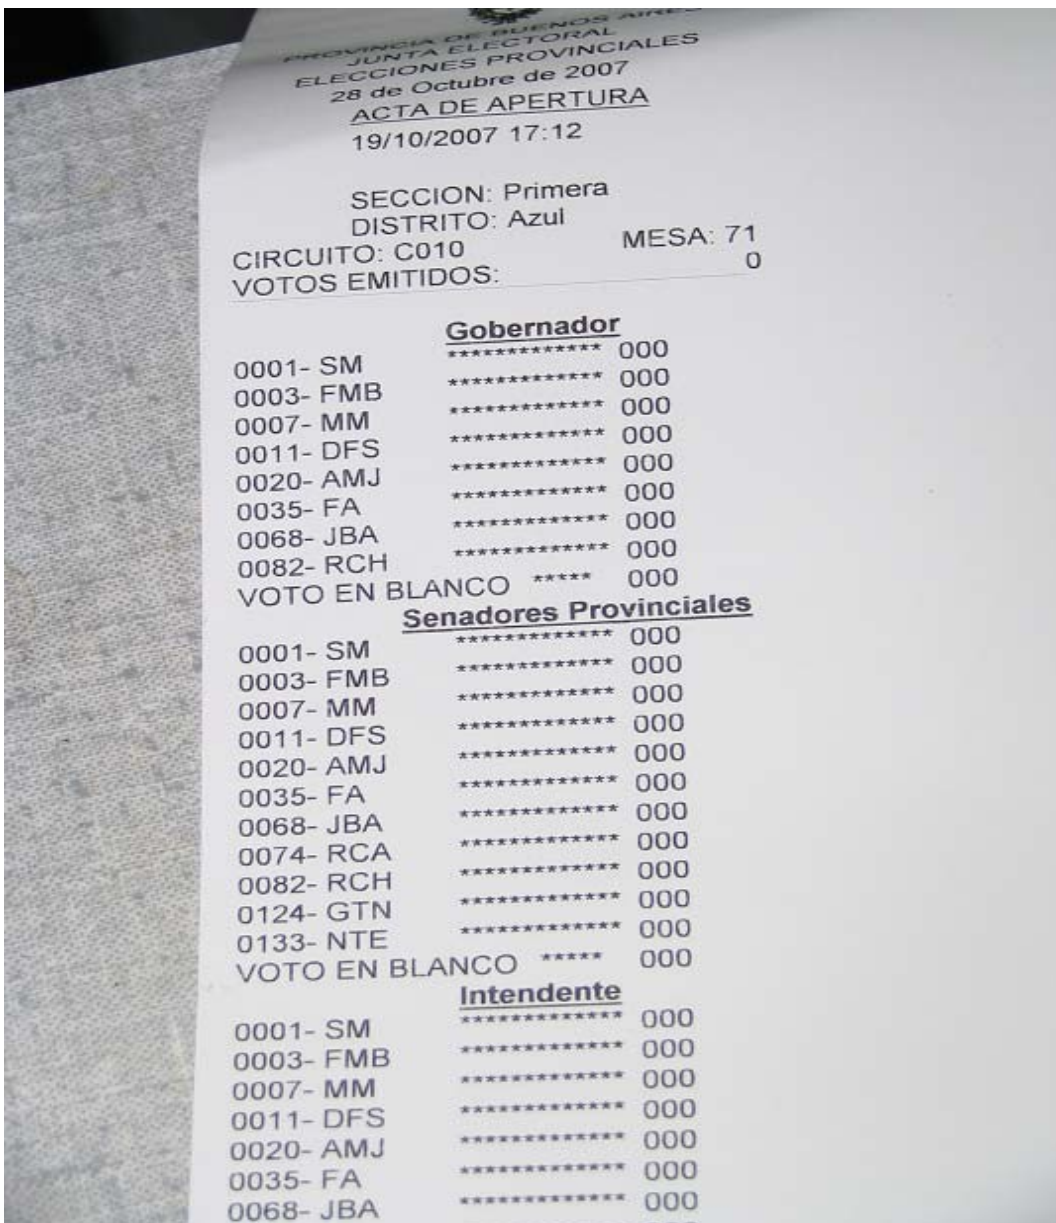 PROVINCIA DE BUENOS AIRES
JUNTA ELECTORAL
ELECCIONES PROVINCIALES
28 de Octubre de 2007
ACTA DE APERTURA
19/10/2007 17:12
SECCION: Primera
DISTRITO: Azul
CIRCUITO: C010 MESA: 71
VOTOS EMITIDOS: 0
Gobernador
0001- SM ************* 000
0003- FMB ************* 000
0007- MM ************* 000
0011- DFS ************* 000
0020- AMJ ************* 000
0035- FA ************* 000
0068- JBA ************* 000
0082- RCH ************* 000
VOTO EN BLANCO ***** 000
Senadores Provinciales
0001- SM ************* 000
0003- FMB ************* 000
0007- MM ************* 000
0011- DFS ************* 000
0020- AMJ ************* 000
0035- FA ************* 000
0068- JBA ************* 000
0074- RCA ************* 000
0082- RCH ************* 000
0124- GTN ************* 000
0133- NTE ************* 000
VOTO EN BLANCO ***** 000
Intendente
0001- SM ************* 000
0003- FMB ************* 000
0007- MM ************* 000
0011- DFS ************* 000
0020- AMJ ************* 000
0035- FA ************* 000
0068- JBA ************* 000